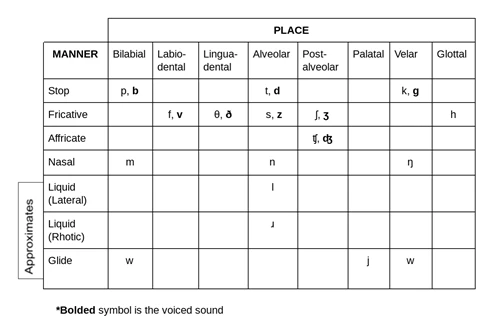 PLACE
MANNER Bilabial Labio-dental Lingua-dental Alveolar Post-alveolar Palatal Velar Glottal
Stop p, b t, d k, g
Fricative f, v θ, ð s, z ʃ, ʒ h
Affricate ʧ, ʤ
Nasal m n ŋ
Liquid (Lateral) l
Liquid (Rhotic) ɹ
Glide w j w
Approximates
*Bolded symbol is the voiced sound